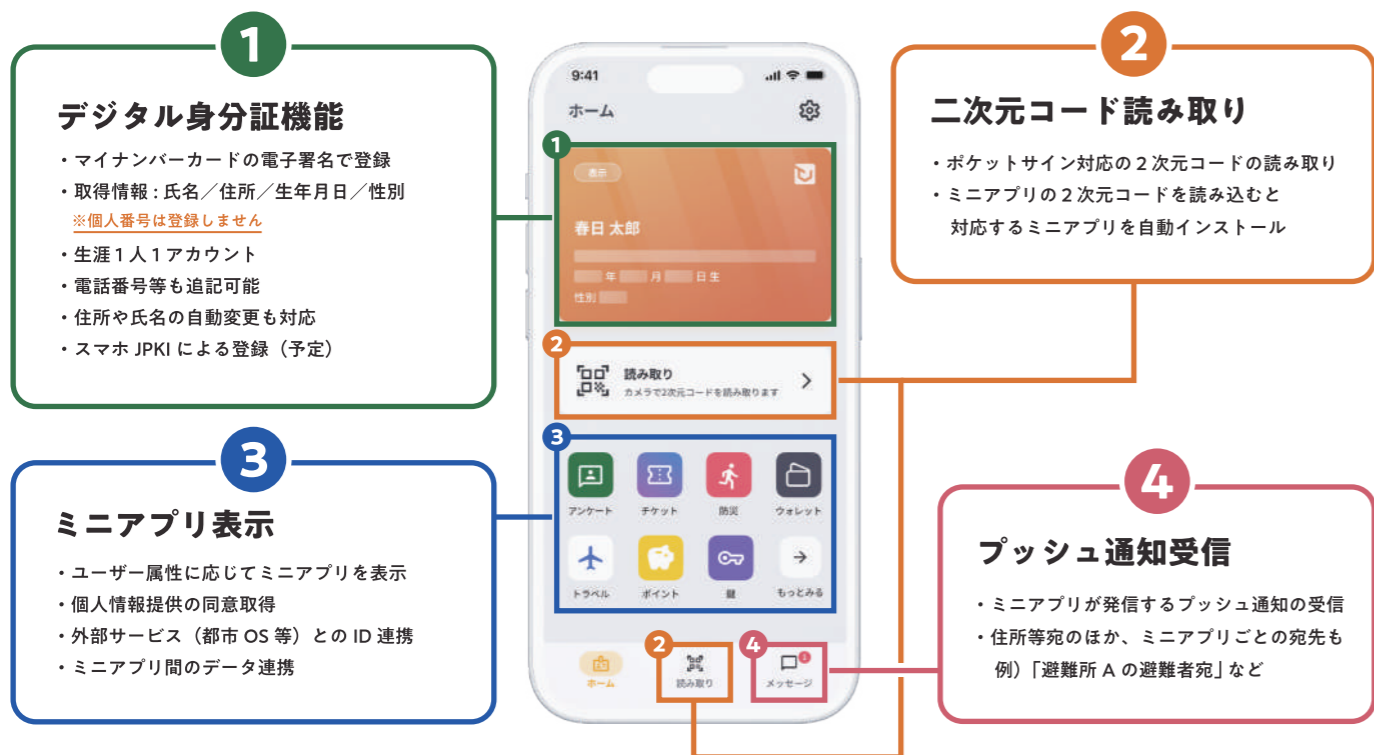 1
デジタル身分証機能
・マイナンバーカードの電子署名で登録
・取得情報：氏名／住所／生年月日／性別
※個人番号は登録しません
・生涯1人1アカウント
・電話番号等も追記可能
・住所や氏名の自動変更も対応
・スマホ JPKI による登録（予定）
3
ミニアプリ表示
・ユーザー属性に応じてミニアプリを表示
・個人情報提供の同意取得
・外部サービス（都市 OS 等）との ID 連携
・ミニアプリ間のデータ連携
9:41
ホーム
1
表示
春日 太郎
年 月 日生
性別
2
読み取り
カメラで2次元コードを読み取ります
3
アンケート チケット 防災 ウォレット
トラベル ポイント 鍵 もっとみる
2
4
1
ホーム 読み取り メッセージ
2
二次元コード読み取り
・ポケットサイン対応の2次元コードの読み取り
・ミニアプリの2次元コードを読み込むと
対応するミニアプリを自動インストール
4
プッシュ通知受信
・ミニアプリが発信するプッシュ通知の受信
・住所等宛のほか、ミニアプリごとの宛先も
例）「避難所 A の避難者宛」など